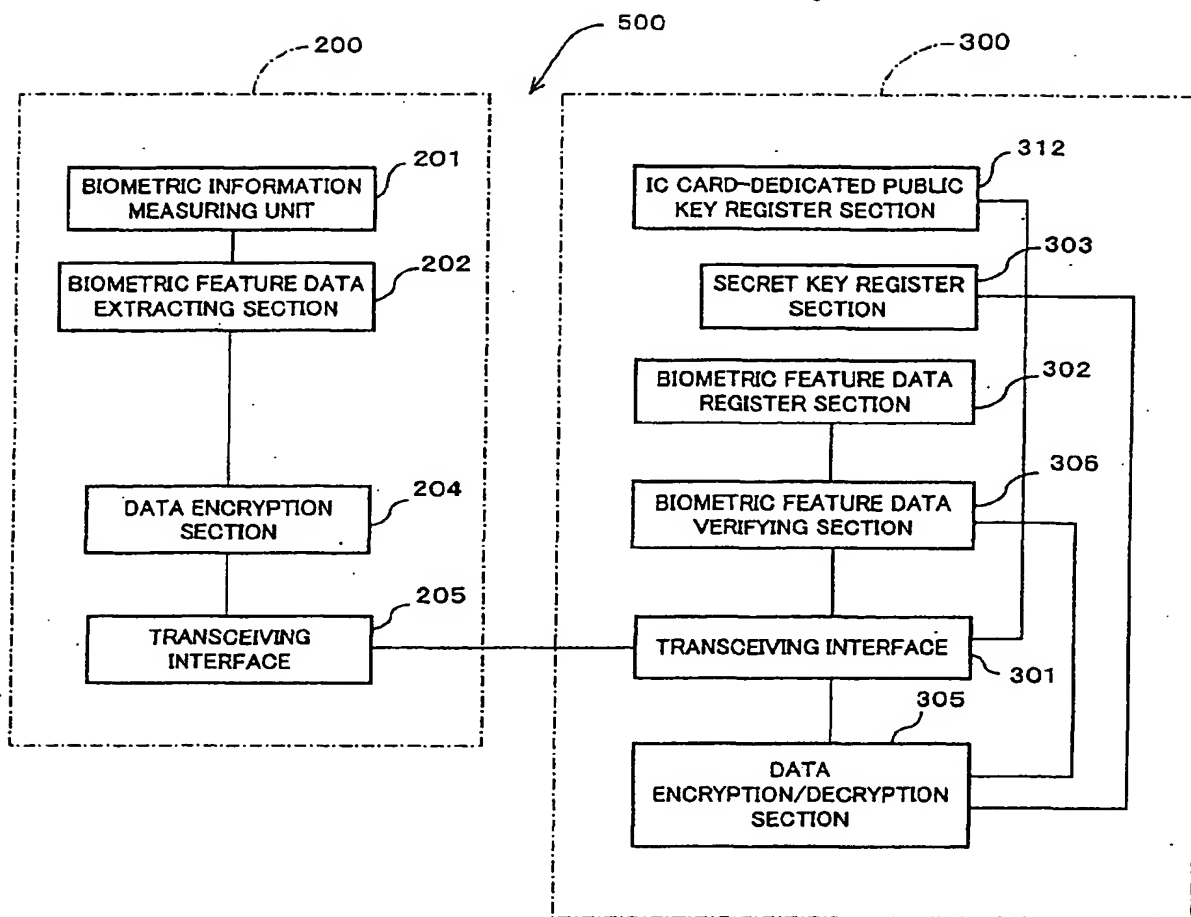 500
200
300
201
BIOMETRIC INFORMATION
MEASURING UNIT
202
BIOMETRIC FEATURE DATA
EXTRACTING SECTION
204
DATA ENCRYPTION
SECTION
205
TRANSCEIVING
INTERFACE
312
IC CARD-DEDICATED PUBLIC
KEY REGISTER SECTION
303
SECRET KEY REGISTER
SECTION
302
BIOMETRIC FEATURE DATA
REGISTER SECTION
306
BIOMETRIC FEATURE DATA
VERIFYING SECTION
TRANSCEIVING INTERFACE
301
305
DATA
ENCRYPTION/DECRYPTION
SECTION